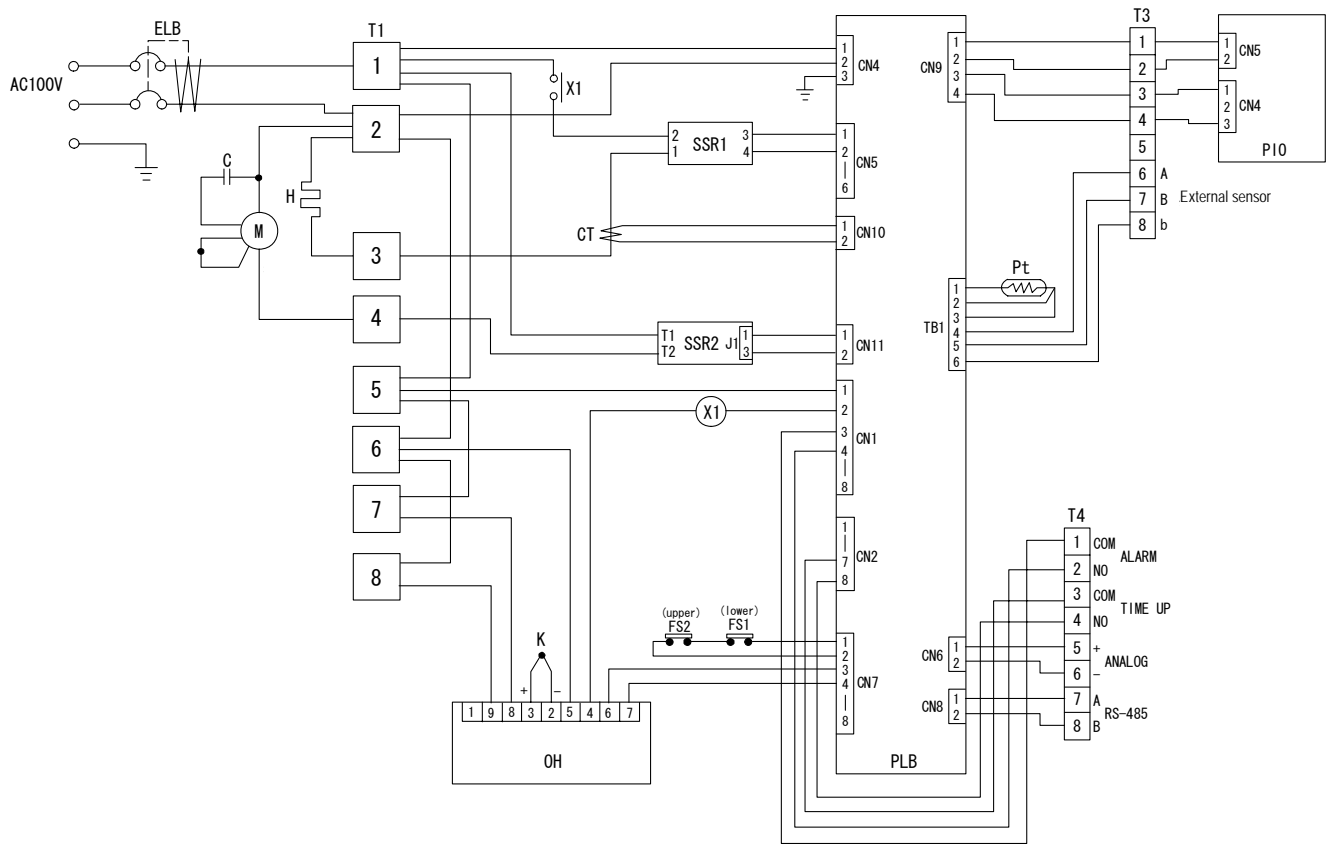 ELB
AC100V
T1
1
2
3
4
5
6
7
8
C
M
H
X1
2 SSR1 3
1 4
CT
T1 SSR2 J1 1
T2 3
X1
K
+ −
(upper)
FS2
(lower)
FS1
1 9 8 3 2 5 4 6 7
OH
1
2 CN4
3
1
2 CN5
6
1 CN10
2
1
2 CN11
1
2
3 CN1
4
8
1
CN2
7
8
1
2
3
4 CN7
8
PLB
1
CN9 2
3
4
Pt
1
2
3
TB1 4
5
6
CN6 1
2
CN8 1
2
T3
1
2
3
4
5
6 A
7 B External sensor
8 b
1 CN5
2
1
2 CN4
3
PIO
T4
1 COM
ALARM
2 NO
3 COM
TIME UP
4 NO
5 +
ANALOG
6 −
7 A
RS-485
8 B